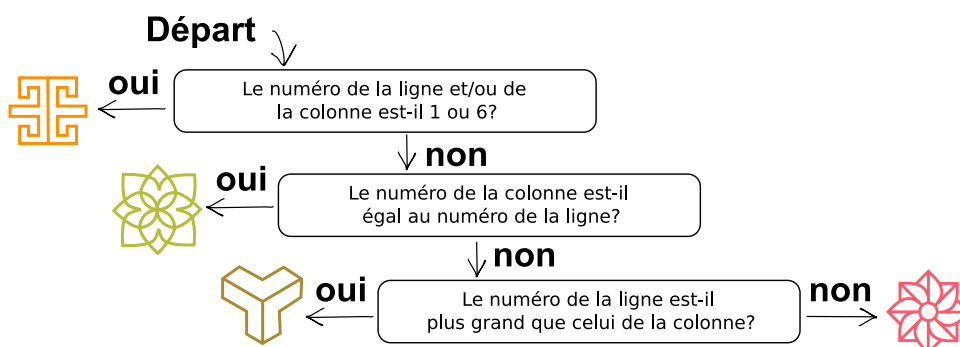 Départ
oui
Le numéro de la ligne et/ou de
la colonne est-il 1 ou 6?
non
oui
Le numéro de la colonne est-il
égal au numéro de la ligne?
non
oui
Le numéro de la ligne est-il
plus grand que celui de la colonne?
non